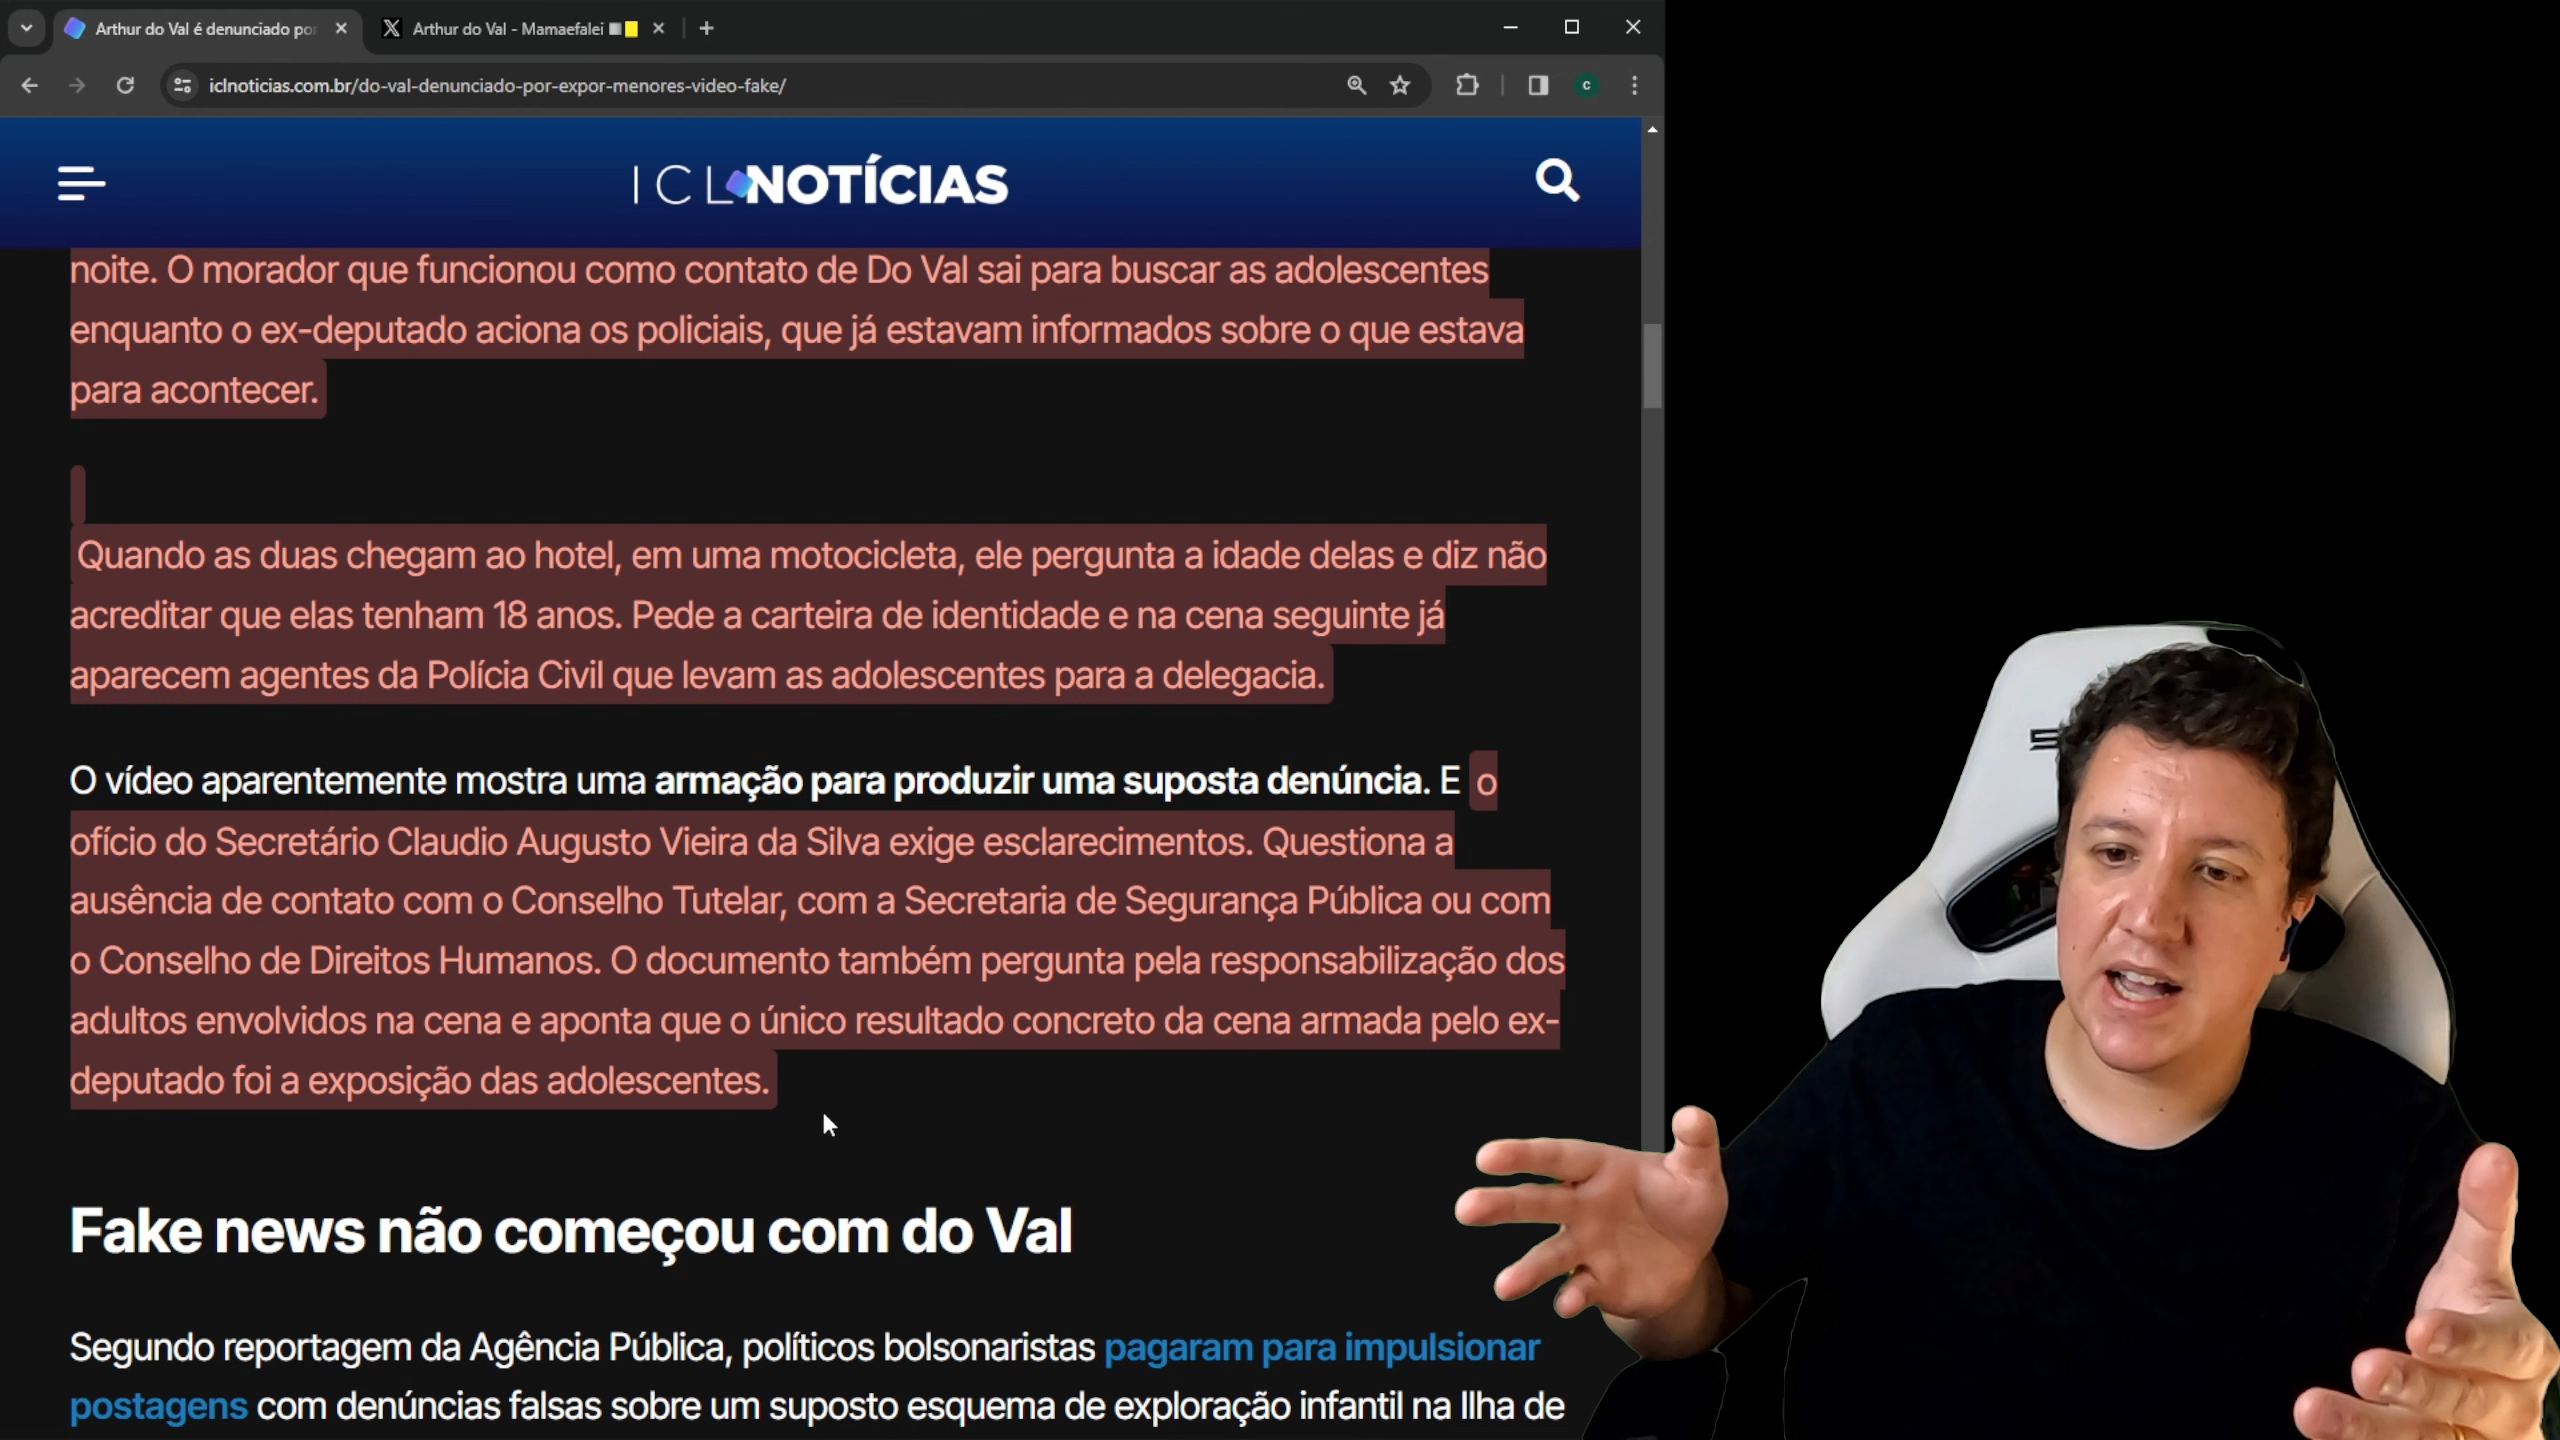 Arthur do Val é denunciado por
Arthur do Val - Mamaefalei
iclnoticias.com.br/do-val-denunciado-por-expor-menores-video-fake/
c
ICL NOTÍCIAS
noite. O morador que funcionou como contato de Do Val sai para buscar as adolescentes
enquanto o ex-deputado aciona os policiais, que já estavam informados sobre o que estava
para acontecer.
Quando as duas chegam ao hotel, em uma motocicleta, ele pergunta a idade delas e diz não
acreditar que elas tenham 18 anos. Pede a carteira de identidade e na cena seguinte já
aparecem agentes da Polícia Civil que levam as adolescentes para a delegacia.
O vídeo aparentemente mostra uma armação para produzir uma suposta denúncia. E o
ofício do Secretário Claudio Augusto Vieira da Silva exige esclarecimentos. Questiona a
ausência de contato com o Conselho Tutelar, com a Secretaria de Segurança Pública ou com
o Conselho de Direitos Humanos. O documento também pergunta pela responsabilização dos
adultos envolvidos na cena e aponta que o único resultado concreto da cena armada pelo ex-
deputado foi a exposição das adolescentes.
Fake news não começou com do Val
Segundo reportagem da Agência Pública, políticos bolsonaristas pagaram para impulsionar
postagens com denúncias falsas sobre um suposto esquema de exploração infantil na Ilha de